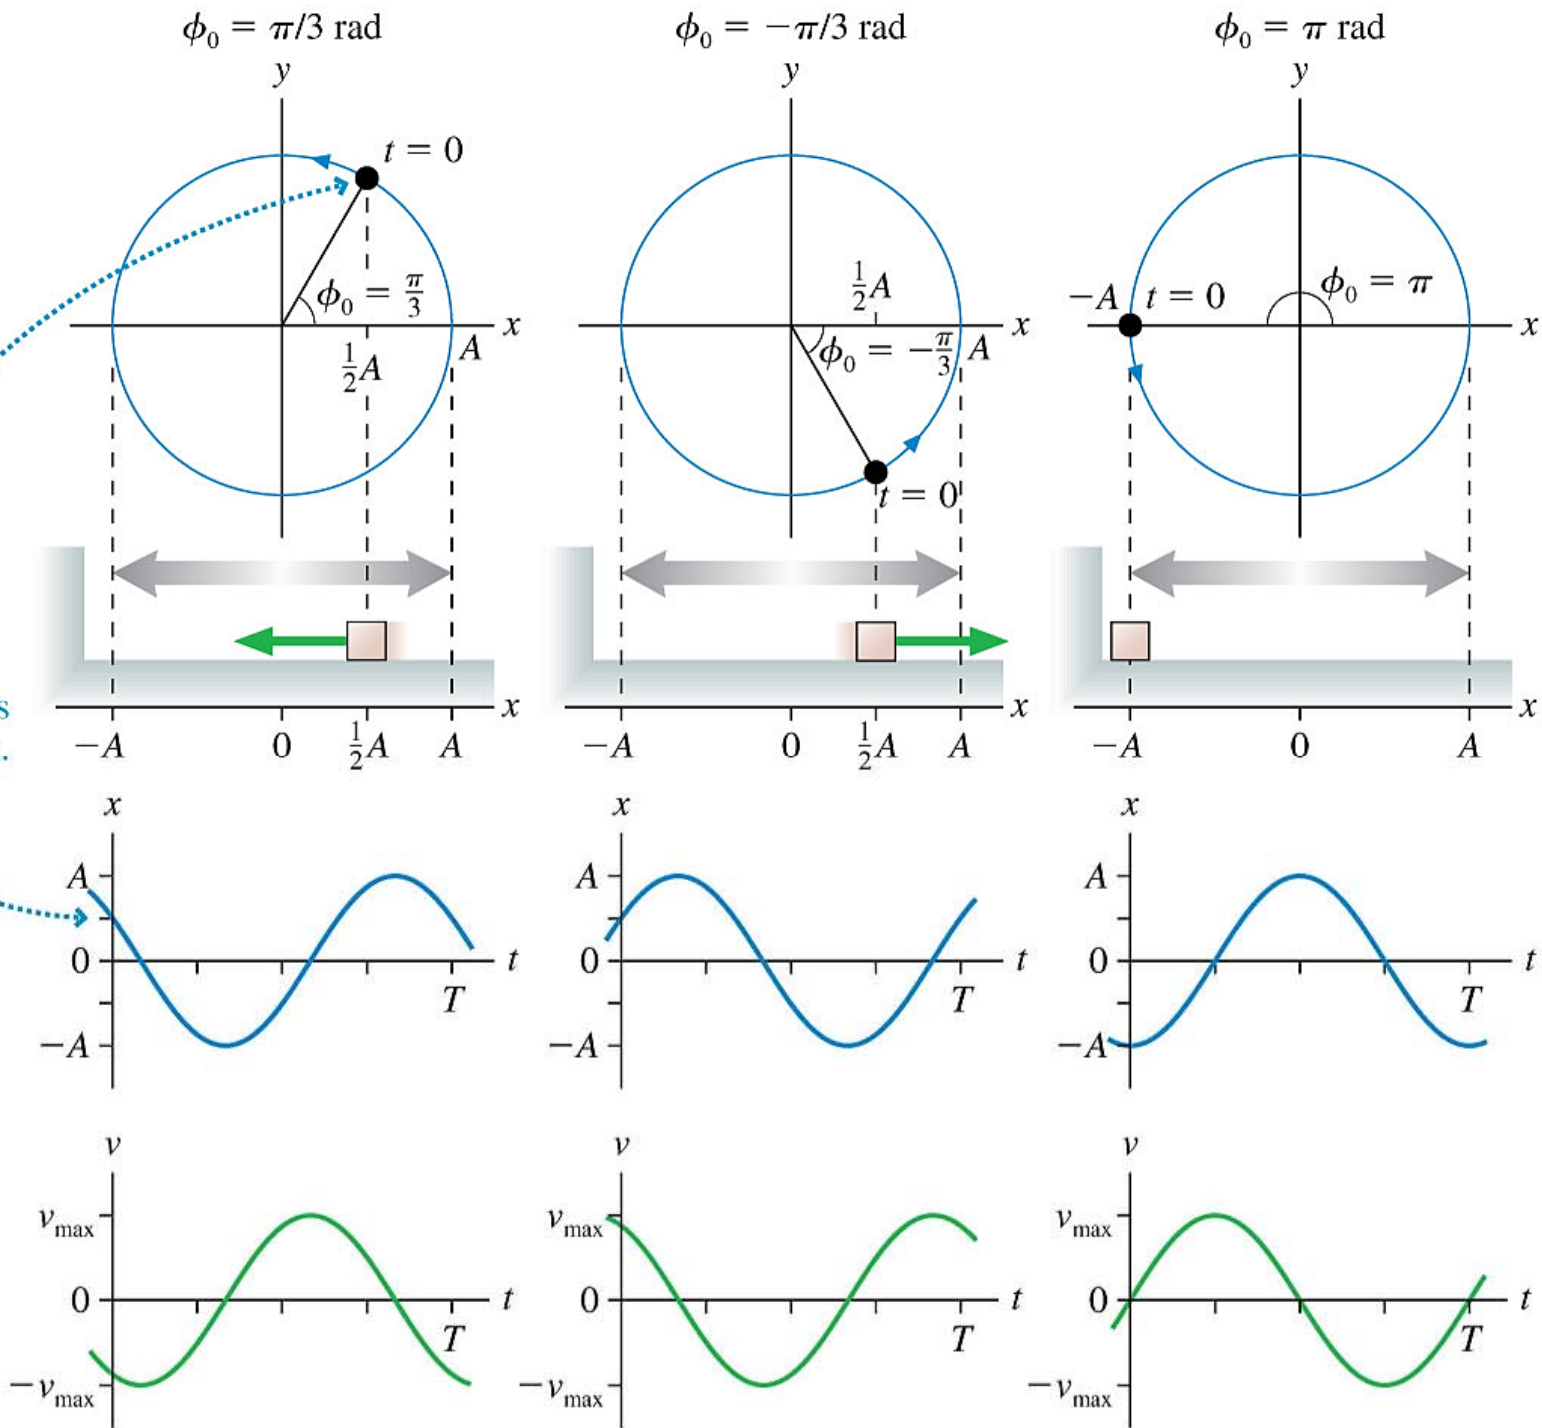 ϕ₀ = π/3 rad
ϕ₀ = −π/3 rad
ϕ₀ = π rad
y
y
y
t = 0
ϕ₀ = π/3
x
½A
A
½A
x
ϕ₀ = −π/3
A
t = 0
−A
t = 0
ϕ₀ = π
x
s
.
x
−A
0
½A
A
x
−A
0
½A
A
x
−A
0
A
x
A
0
−A
t
T
x
A
0
−A
t
T
x
A
0
−A
t
T
v
vmax
0
−vmax
t
T
v
vmax
0
−vmax
t
T
v
vmax
0
−vmax
t
T